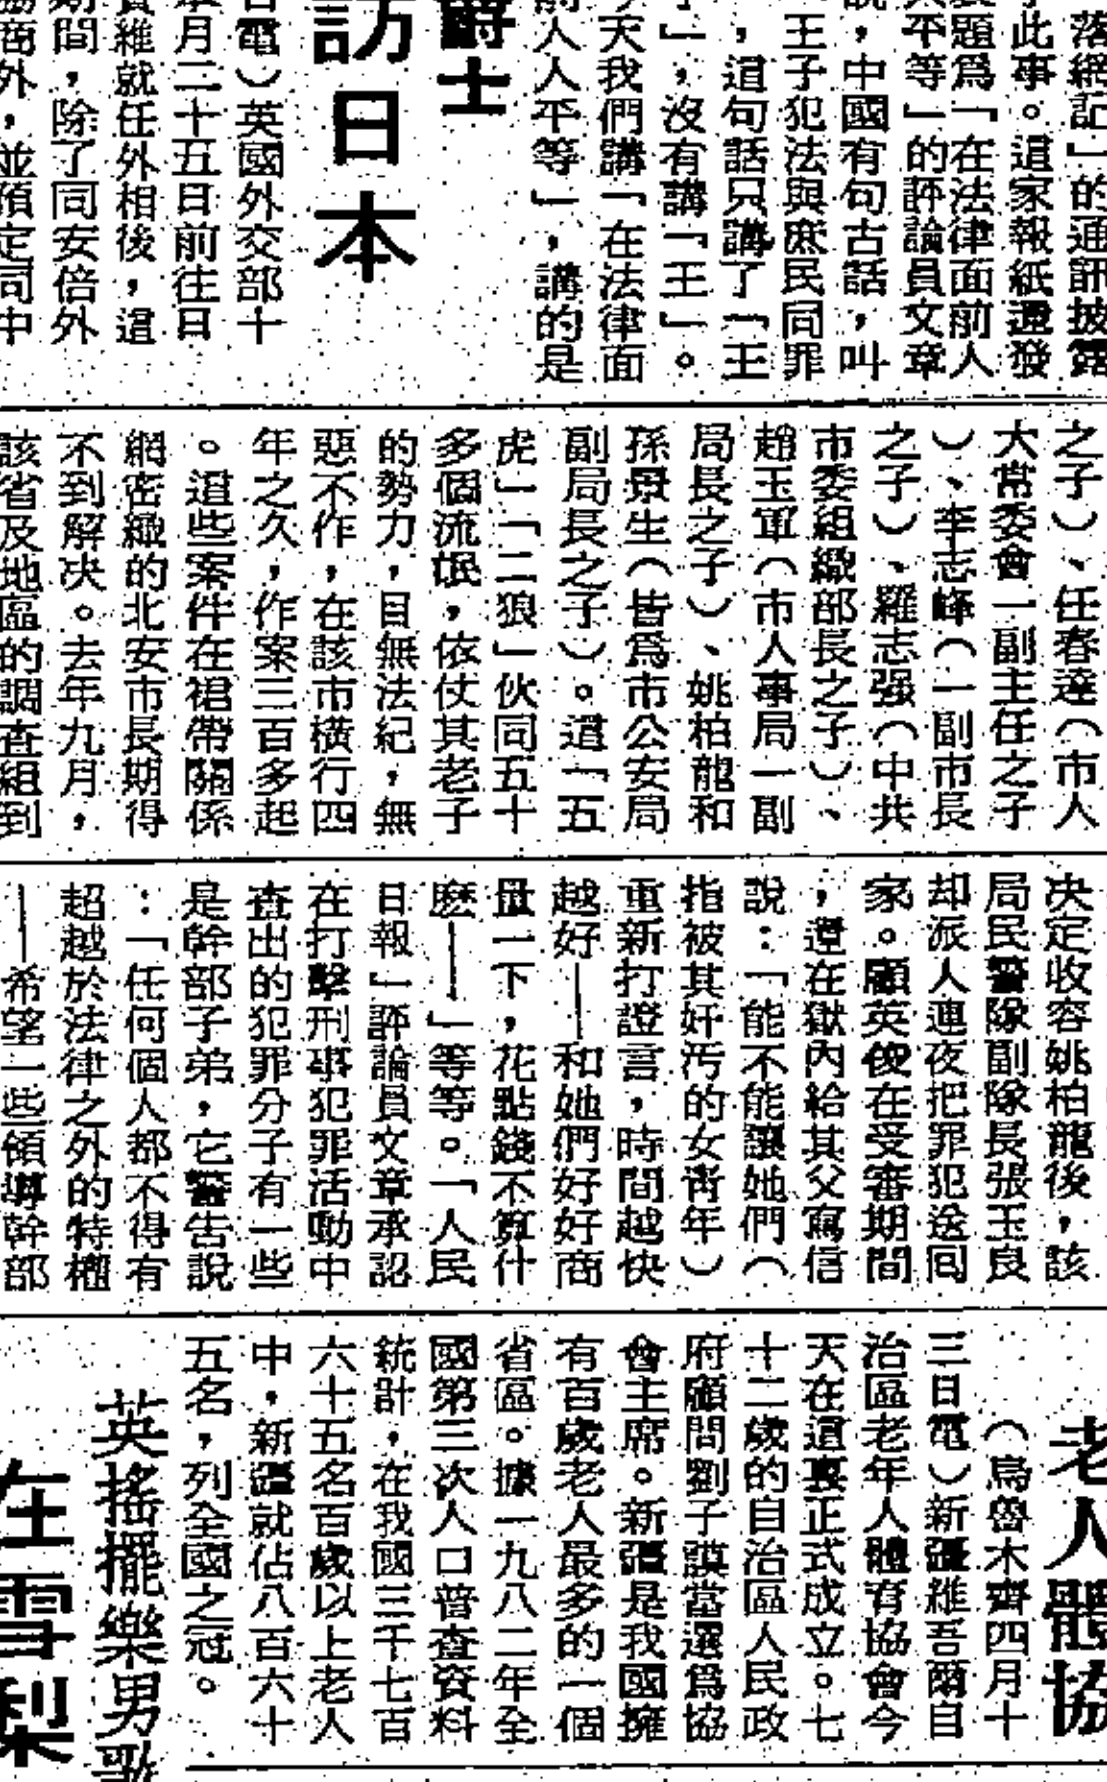 落網記」的通訊披露
此事。這家報紙還發
表題爲「在法律面前人
人平等」的評論員文章
說，中國有句古話，叫
王子犯法與庶民同罪
，這句話只講了「王
子」，沒有講「王」。
今天我們講「在法律面
前人人平等」，講的是
爵士
訪日本
日電）英國外交部十
本月二十五日前往日
賀維就任外相後，這
期間，除了同安倍外
協商外，並預定同中
之子）、任春達（市人
大常委會一副主任之子
）、李志峰（一副市長
之子）、羅志强（中共
市委組織部長之子）、
趙玉軍（市人事局一副
局長之子）、姚柏龍和
孫景生（皆爲市公安局
副局長之子）。這「五
虎」「二狼」伙同五十
多個流氓，依仗其老子
的勢力，目無法紀，無
惡不作，在該市橫行四
年之久，作案三百多起
。這些案件在裙帶關係
網密織的北安市長期得
不到解决。去年九月，
該省及地區的調查組到
决定收容姚柏龍後，該
局民警隊副隊長張玉良
却派人連夜把罪犯送回
家。顧英俊在受審期間
，還在獄內給其父寫信
說：「能不能讓她們（
指被其奸汚的女靑年）
重新打證言，時間越快
越好——和她們好好商
量一下，花點錢不算什
麽——」等等。「人民
日報」評論員文章承認
在打擊刑事犯罪活動中
查出的犯罪分子有一些
是幹部子弟，它警告說
：「任何個人都不得有
超越於法律之外的特權
——希望一些領導幹部
老人體協
（烏魯木齊四月十
三日電）新疆維吾爾自
治區老年人體育協會今
天在這裏正式成立。七
十二歲的自治區人民政
府顧問劉子謨當選爲協
會主席。新疆是我國擁
有百歲老人最多的一個
省區。據一九八二年全
國第三次人口普查資料
統計，在我國三千七百
六十五名百歲以上老人
中，新疆就佔八百六十
五名，列全國之冠。
英搖擺樂男歌
在雪梨